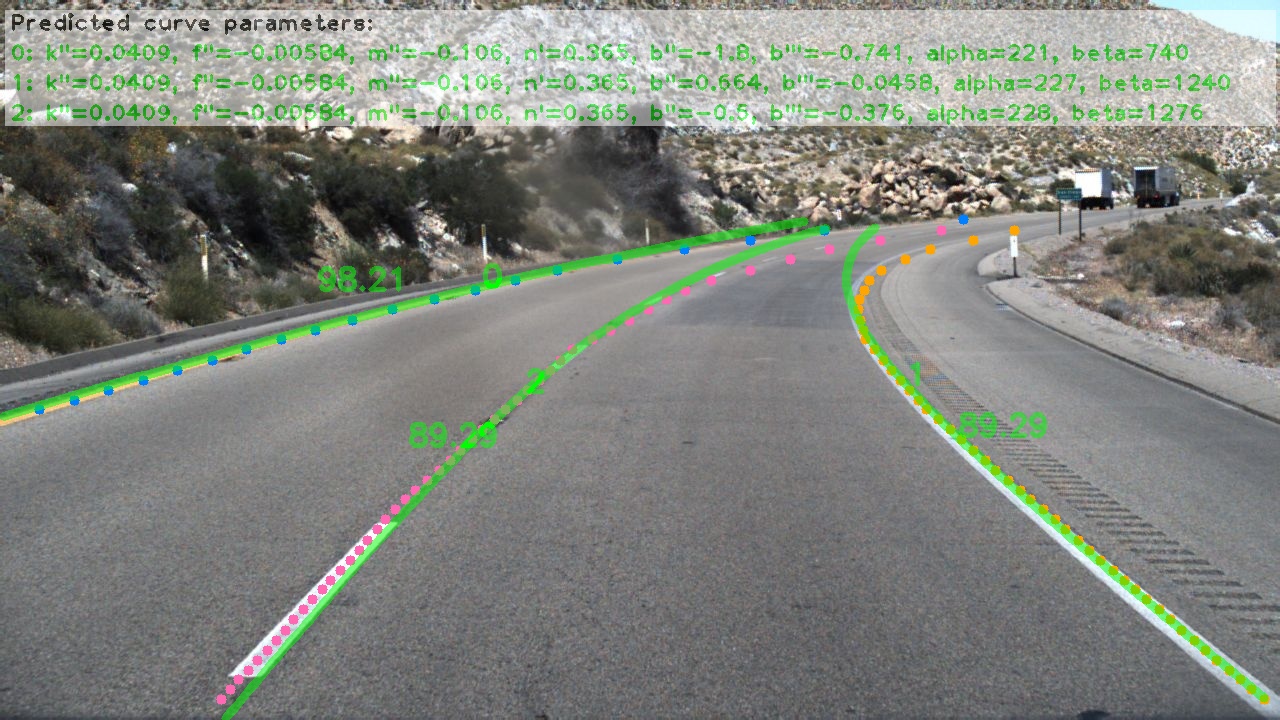 Predicted curve parameters:
0: k''=0.0409, f''=-0.00584, m''=-0.106, n'=0.365, b''=-1.8, b'''=-0.741, alpha=221, beta=740
1: k''=0.0409, f''=-0.00584, m''=-0.106, n'=0.365, b''=0.664, b'''=-0.0458, alpha=227, beta=1240
2: k''=0.0409, f''=-0.00584, m''=-0.106, n'=0.365, b''=-0.5, b'''=-0.376, alpha=228, beta=1276
98.21 0
2 1
89.29 89.29